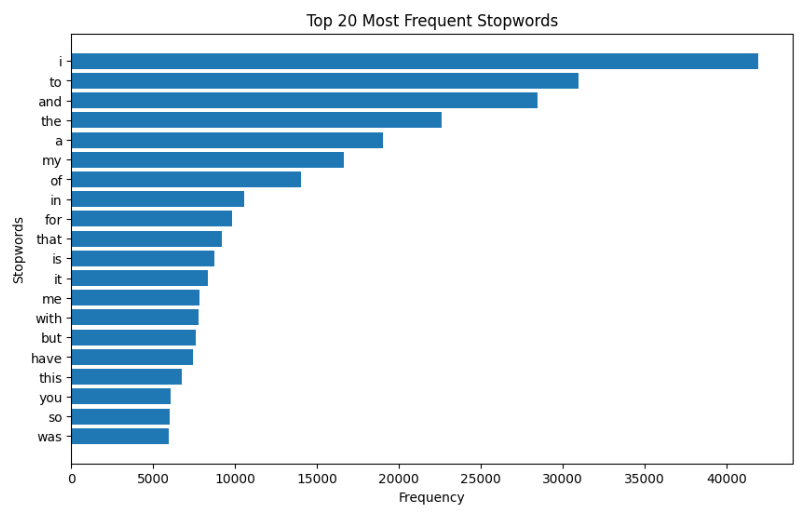 Top 20 Most Frequent Stopwords
Stopwords
i
to
and
the
a
my
of
in
for
that
is
it
me
with
but
have
this
you
so
was
0 5000 10000 15000 20000 25000 30000 35000 40000
Frequency